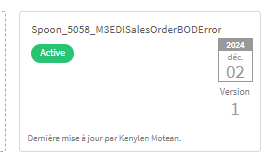 Spoon_5058_M3EDISalesOrderBODError
Active
2024
déc.
02
Version
1
Dernière mise à jour par Kenylen Motean.